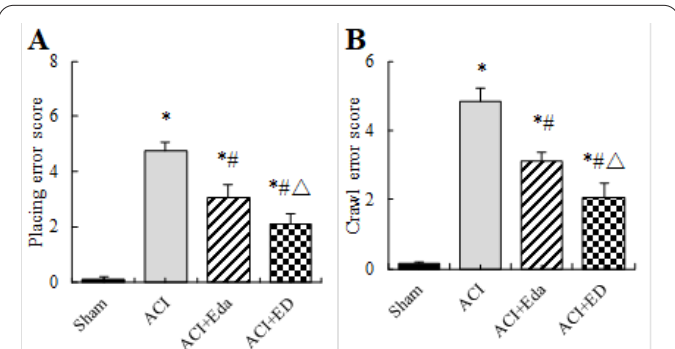 A
B
Placing error score
8
6
4
2
0
*
*#
*#△
Sham
ACI
ACI+Eda
ACI+ED
Crawl error score
6
4
2
0
*
*#
*#△
Sham
ACI
ACI+Eda
ACI+ED